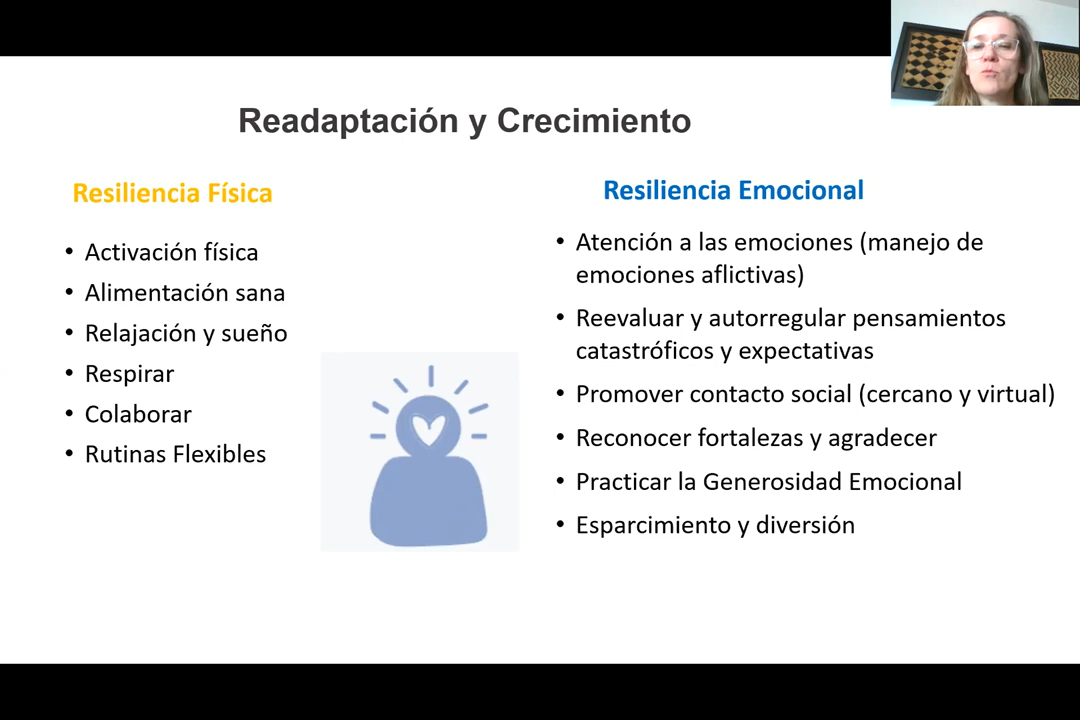 Readaptación y Crecimiento
Resiliencia Física
• Activación física
• Alimentación sana
• Relajación y sueño
• Respirar
• Colaborar
• Rutinas Flexibles
Resiliencia Emocional
• Atención a las emociones (manejo de
emociones aflictivas)
• Reevaluar y autorregular pensamientos
catastróficos y expectativas
• Promover contacto social (cercano y virtual)
• Reconocer fortalezas y agradecer
• Practicar la Generosidad Emocional
• Esparcimiento y diversión